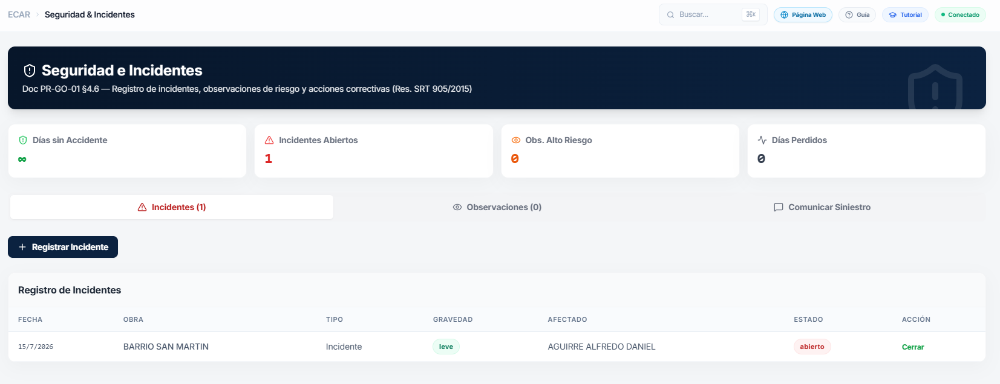 ECAR > Seguridad & Incidentes
Buscar... ⌘K
Página Web
Guía
Tutorial
Conectado
Seguridad e Incidentes
Doc PR-GO-01 §4.6 — Registro de incidentes, observaciones de riesgo y acciones correctivas (Res. SRT 905/2015)
Días sin Accidente
∞
Incidentes Abiertos
1
Obs. Alto Riesgo
0
Días Perdidos
0
Incidentes (1)
Observaciones (0)
Comunicar Siniestro
+ Registrar Incidente
Registro de Incidentes
FECHA OBRA TIPO GRAVEDAD AFECTADO ESTADO ACCIÓN
15/7/2026 BARRIO SAN MARTIN Incidente leve AGUIRRE ALFREDO DANIEL abierto Cerrar